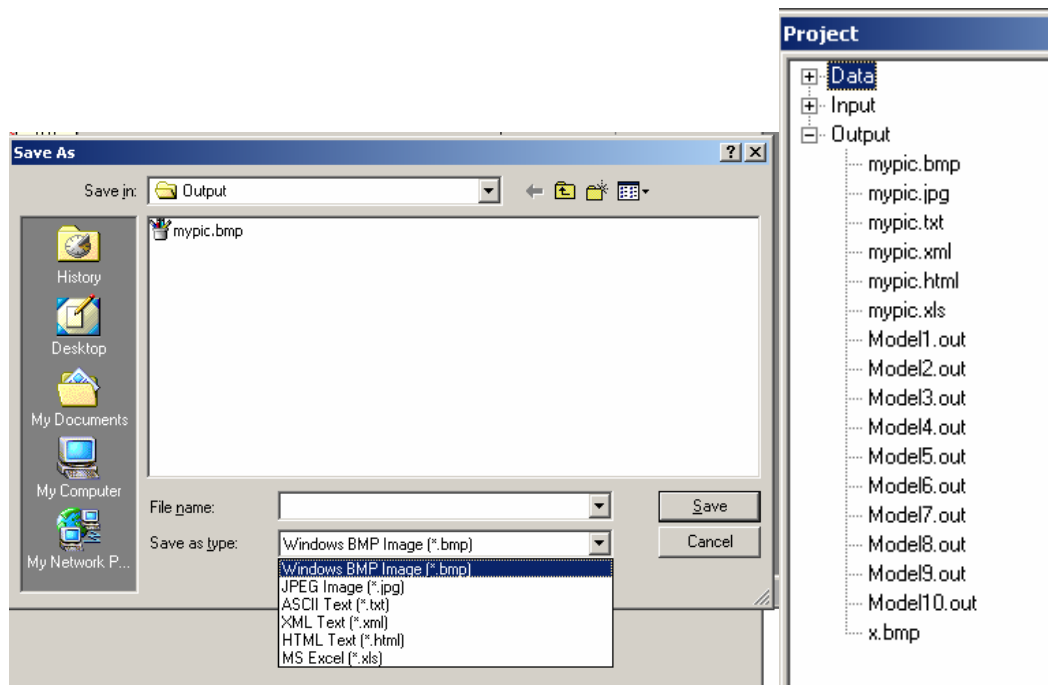 Save As
Save in:
Output
mypic.bmp
History
Desktop
My Documents
My Computer
My Network P...
File name:
Save
Save as type:
Windows BMP Image (*.bmp)
Cancel
Windows BMP Image (*.bmp)
JPEG Image (*.jpg)
ASCII Text (*.txt)
XML Text (*.xml)
HTML Text (*.html)
MS Excel (*.xls)
Project
Data
Input
Output
mypic.bmp
mypic.jpg
mypic.txt
mypic.xml
mypic.html
mypic.xls
Model1.out
Model2.out
Model3.out
Model4.out
Model5.out
Model6.out
Model7.out
Model8.out
Model9.out
Model10.out
x.bmp